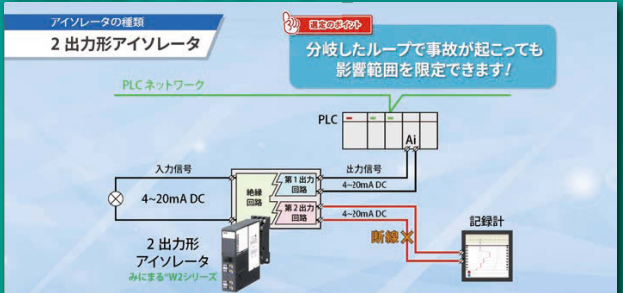 アイソレータの種類
2 出力形アイソレータ
選定のポイント
分岐したループで事故が起こっても
影響範囲を限定できます!
PLC ネットワーク
PLC
Ai
入力信号
4~20mA DC
絶縁
回路
第1出力
回路
出力信号
4~20mA DC
第2出力
回路
4~20mA DC
断線
記録計
2 出力形
アイソレータ
みにまる®W2シリーズ